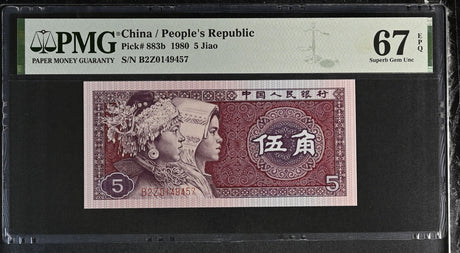 PMG
PAPER MONEY GUARANTY
China / People's Republic
Pick# 883b 1980 5 Jiao
S/N B2Z0149457
67 EPQ
Superb Gem Unc
中国人民银行
伍角
5
B2Z0149457
5